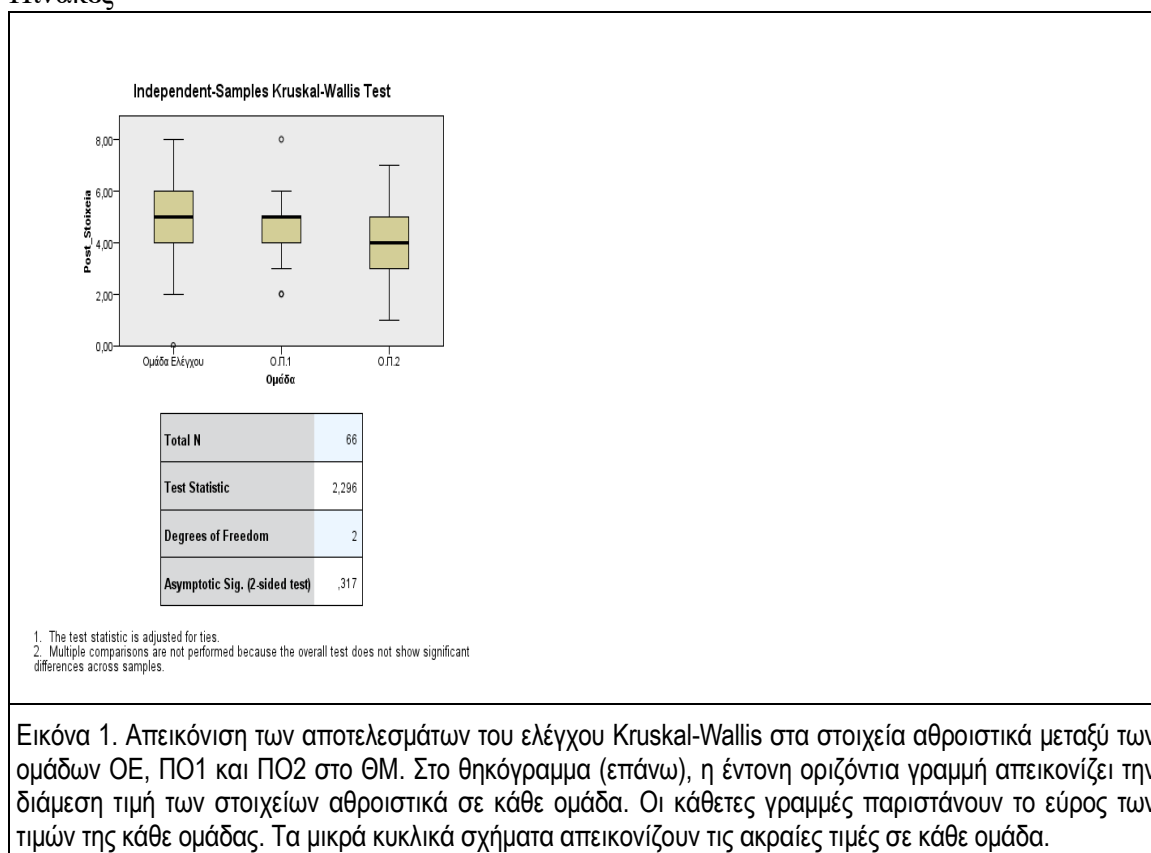 Πίνακες
Independent-Samples Kruskal-Wallis Test
8,00
6,00
4,00
2,00
0,00
Post_Stoixeia
Ομάδα Ελέγχου Ο.Π.1 Ο.Π.2
Ομάδα
Total N 66
Test Statistic 2,296
Degrees of Freedom 2
Asymptotic Sig. (2-sided test) ,317
1. The test statistic is adjusted for ties.
2. Multiple comparisons are not performed because the overall test does not show significant
differences across samples.
Εικόνα 1. Απεικόνιση των αποτελεσμάτων του ελέγχου Kruskal-Wallis στα στοιχεία αθροιστικά μεταξύ των
ομάδων ΟΕ, ΠΟ1 και ΠΟ2 στο ΘΜ. Στο θηκόγραμμα (επάνω), η έντονη οριζόντια γραμμή απεικονίζει την
διάμεση τιμή των στοιχείων αθροιστικά σε κάθε ομάδα. Οι κάθετες γραμμές παριστάνουν το εύρος των
τιμών της κάθε ομάδας. Τα μικρά κυκλικά σχήματα απεικονίζουν τις ακραίες τιμές σε κάθε ομάδα.